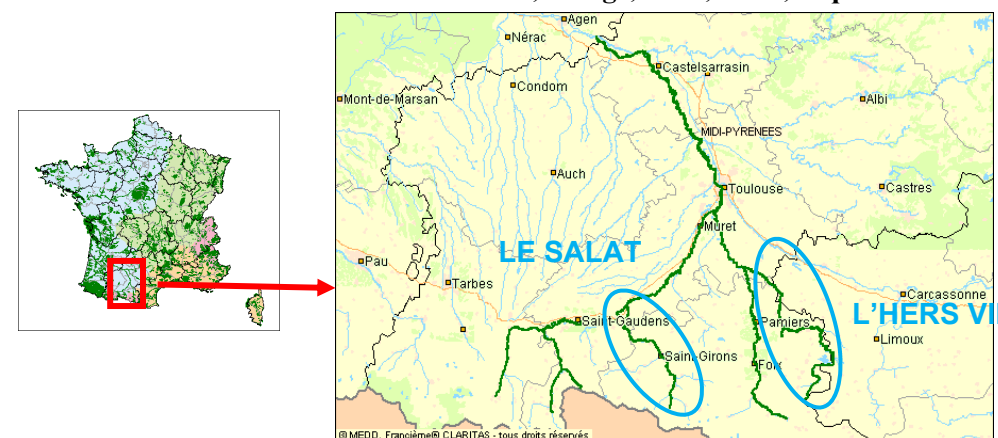 Agen
Nérac
Castelsarrasin
Condom
Mont-de-Marsan
Albi
MIDI-PYRENEES
Auch
Toulouse
Castres
Muret
LE SALAT
Pau
Tarbes
Carcassonne
Saint-Gaudens
Pamiers
L'HERS VI
Limoux
Saint-Girons
Foix
@ MEDD, Francième® CLARITAS - tous droits réservés